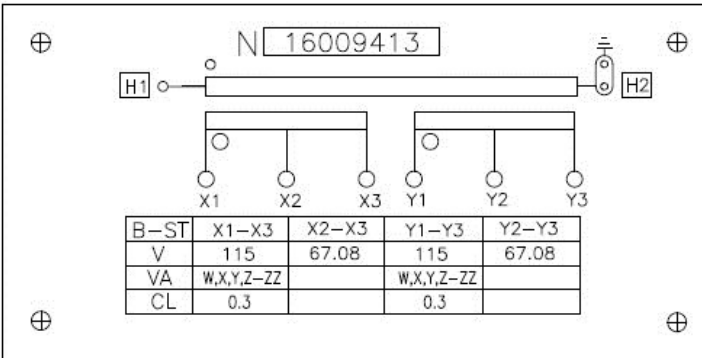 N 16009413
H1 H2
X1 X2 X3 Y1 Y2 Y3
B-ST X1-X3 X2-X3 Y1-Y3 Y2-Y3
V 115 67.08 115 67.08
VA W,X,Y,Z-ZZ W,X,Y,Z-ZZ
CL 0.3 0.3